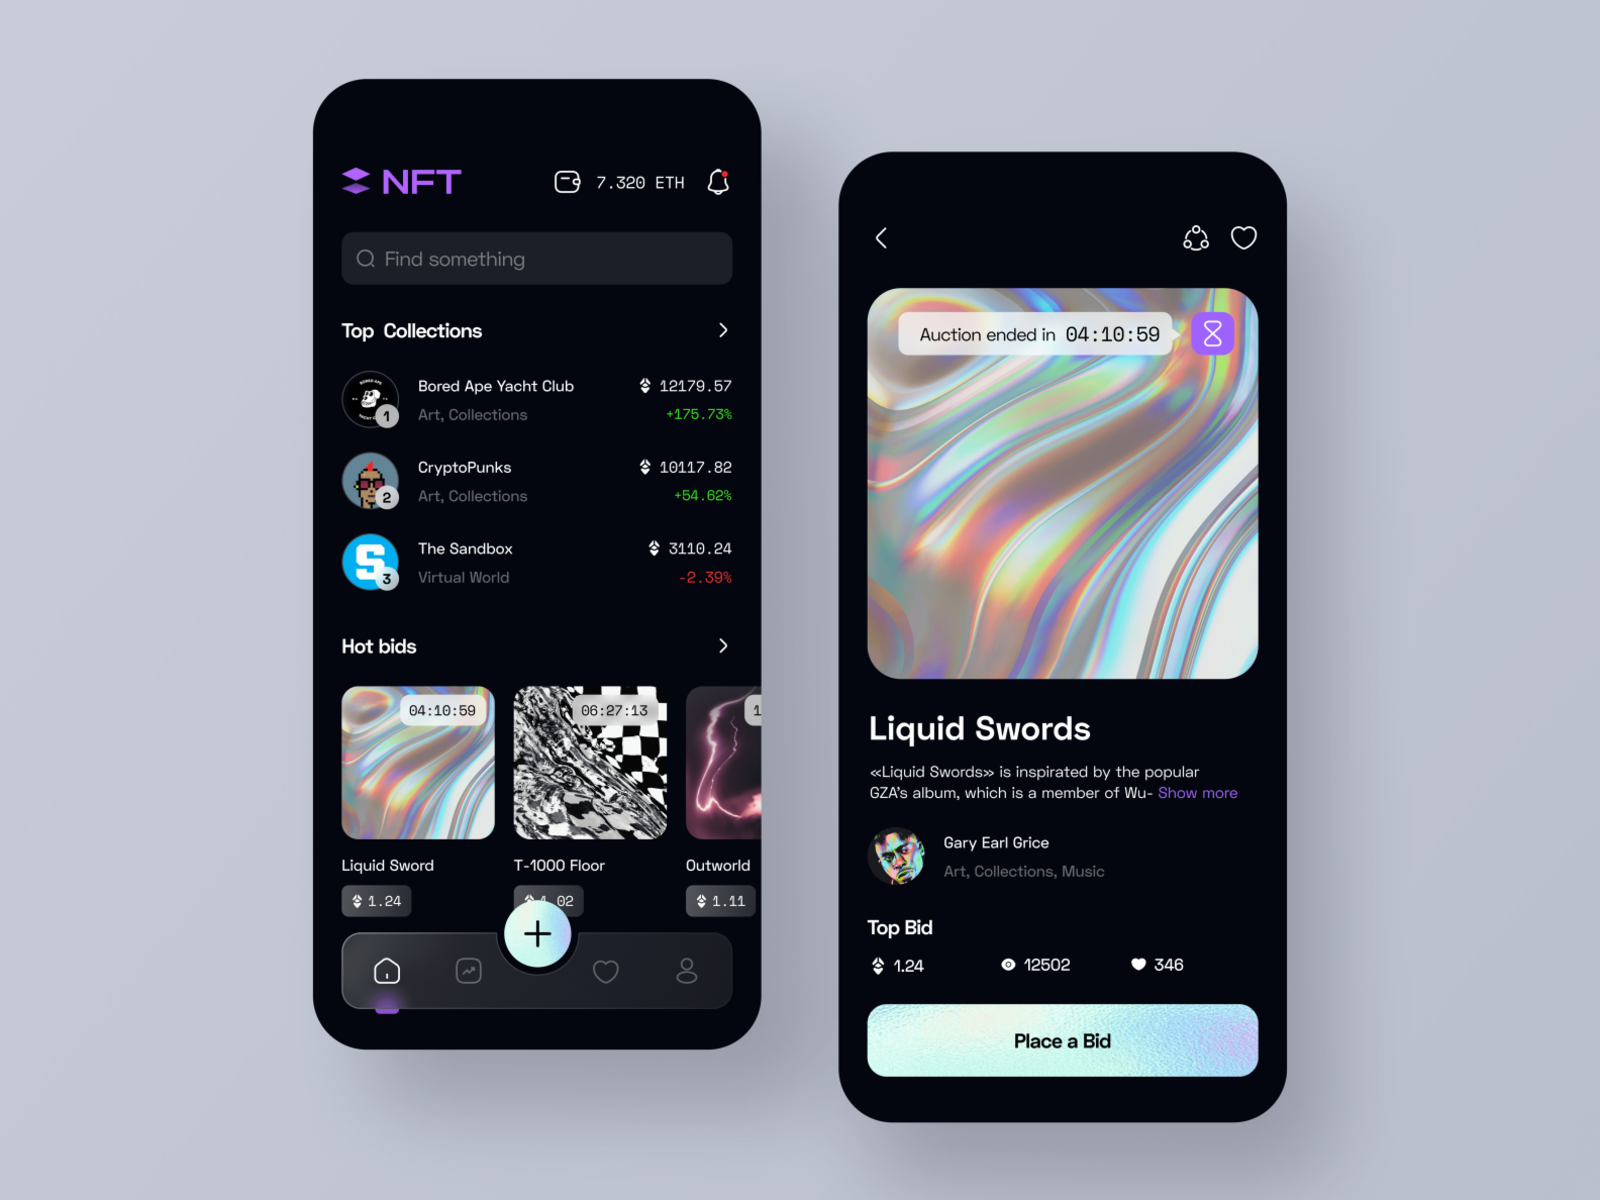 NFT
7.320 ETH
Find something
Top Collections
BORED APE
1
Bored Ape Yacht Club
12179.57
Art, Collections
+175.73%
2
CryptoPunks
10117.82
Art, Collections
+54.62%
S
3
The Sandbox
3110.24
Virtual World
-2.39%
Hot bids
04:10:59
06:27:13
1
Liquid Sword
T-1000 Floor
Outworld
1.24
02
1.11
Auction ended in 04:10:59
Liquid Swords
«Liquid Swords» is inspirated by the popular
GZA's album, which is a member of Wu- Show more
Gary Earl Grice
Art, Collections, Music
Top Bid
1.24
12502
346
Place a Bid